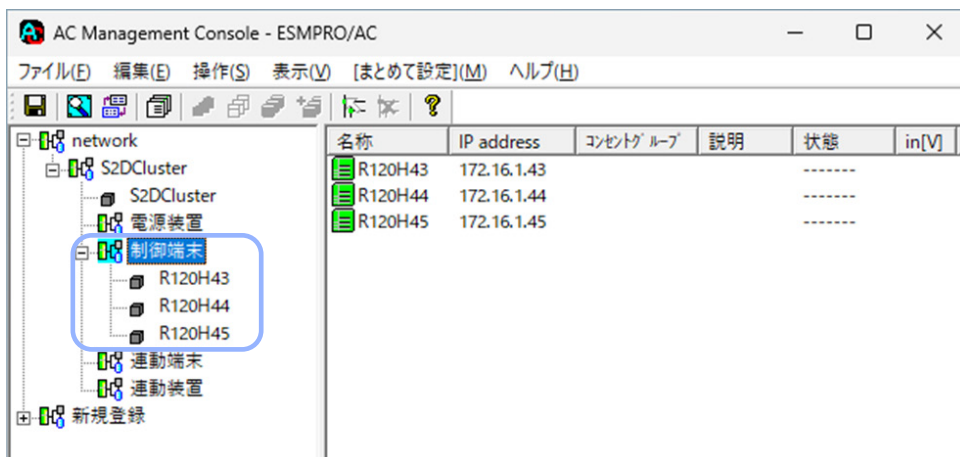 AC Management Console - ESMPRO/AC
ファイル(F) 編集(E) 操作(S) 表示(V) [まとめて設定](M) ヘルプ(H)
network
S2DCluster
S2DCluster
電源装置
制御端末
R120H43
R120H44
R120H45
連動端末
連動装置
新規登録
名称 IP address コンセントグループ 説明 状態 in[V]
R120H43 172.16.1.43 -------
R120H44 172.16.1.44 -------
R120H45 172.16.1.45 -------